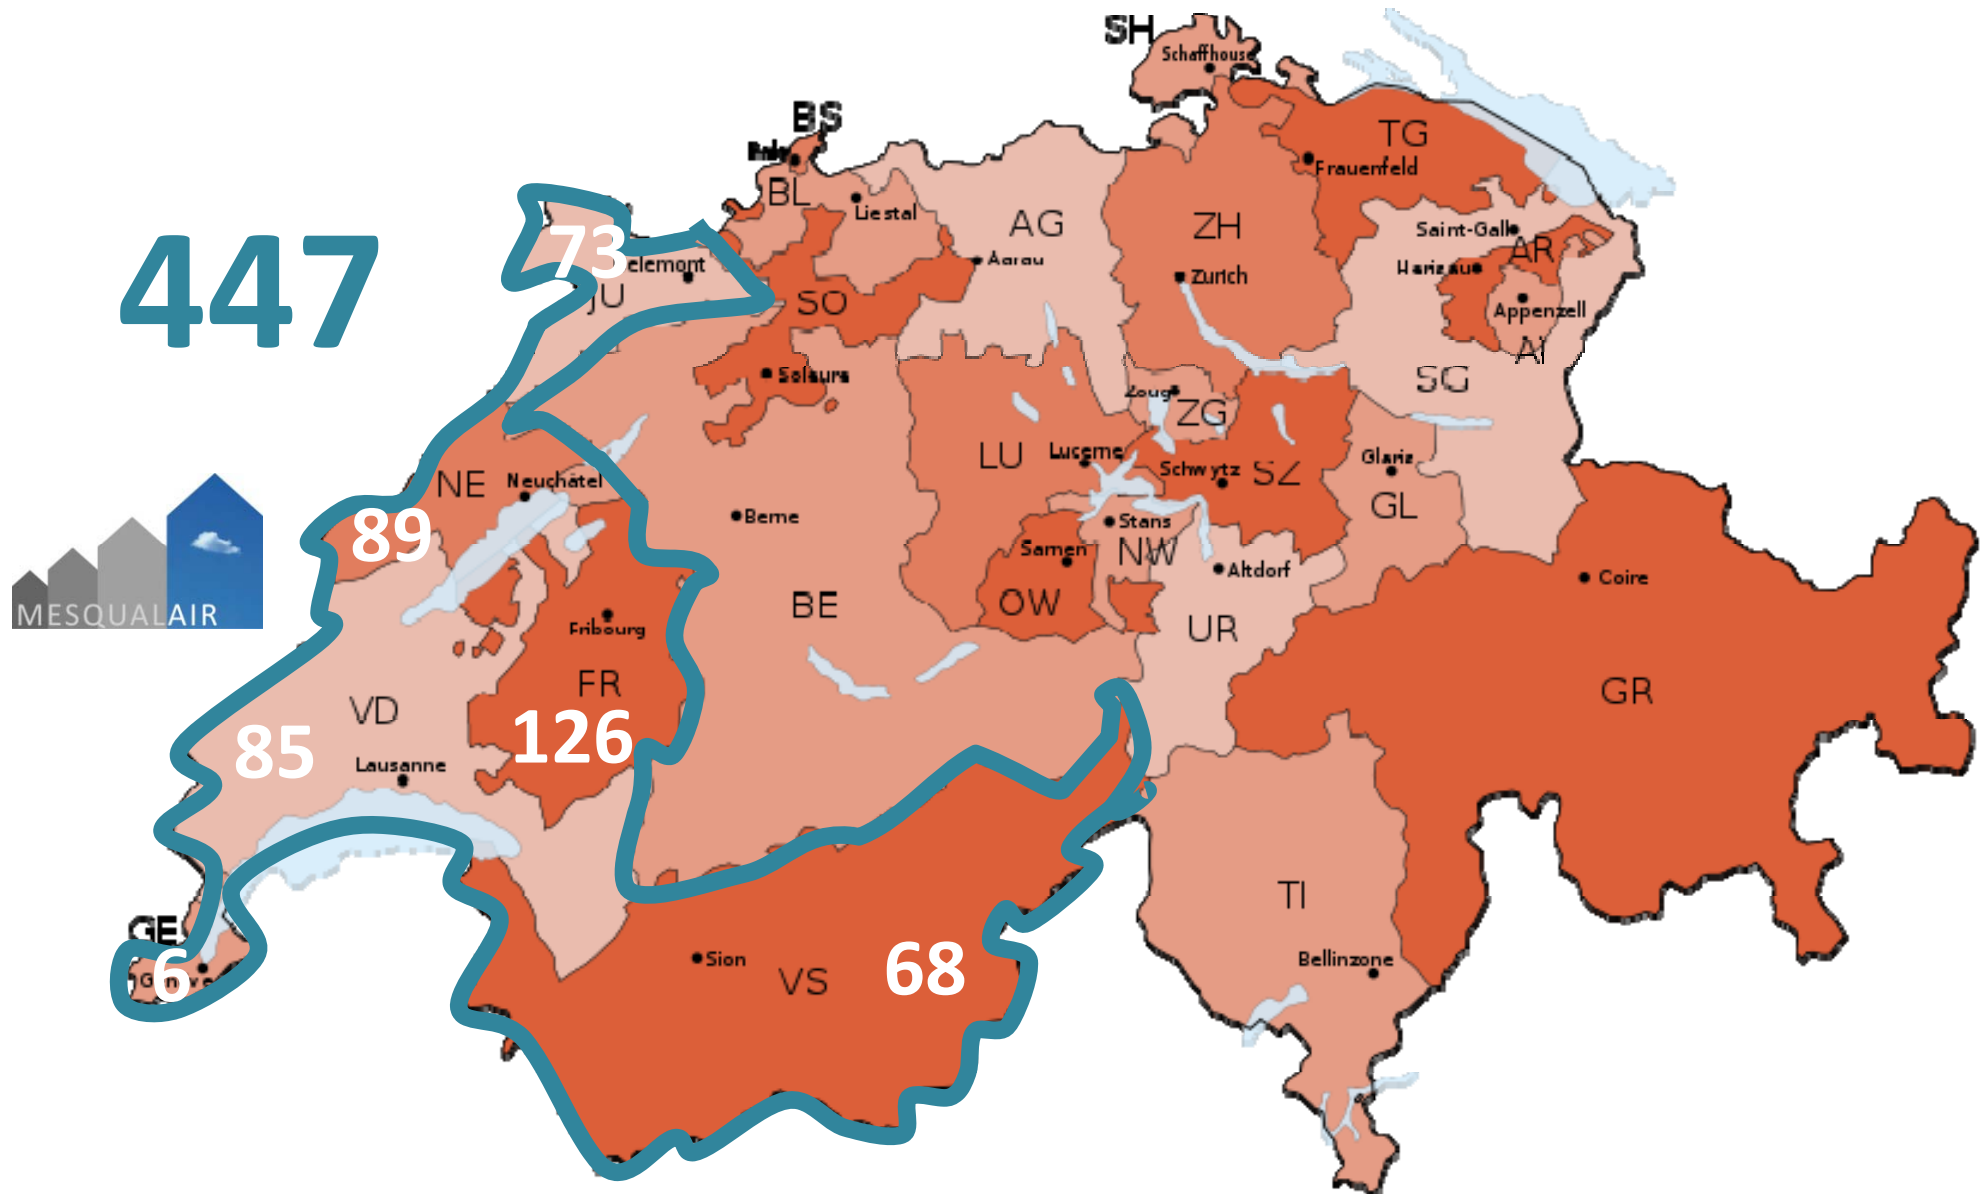 SH
Schaffhouse
BS
TG
Frauenfeld
BL
Liestal
AG
ZH
Saint-Gall
AR
447
73
elemont
JU
Aarau
Zurich
Herisau
SO
Appenzell
AI
Soleure
Zoug
ZG
SG
LU
Lucerne
Schwytz
SZ
Glaris
GL
NE
Neuchâtel
89
Berne
Stans
NW
Sarnen
OW
Altdorf
UR
Coire
MESQUALAIR
BE
Fribourg
FR
126
VD
85
Lausanne
GR
TI
GE
6
Sion
VS
68
Bellinzone